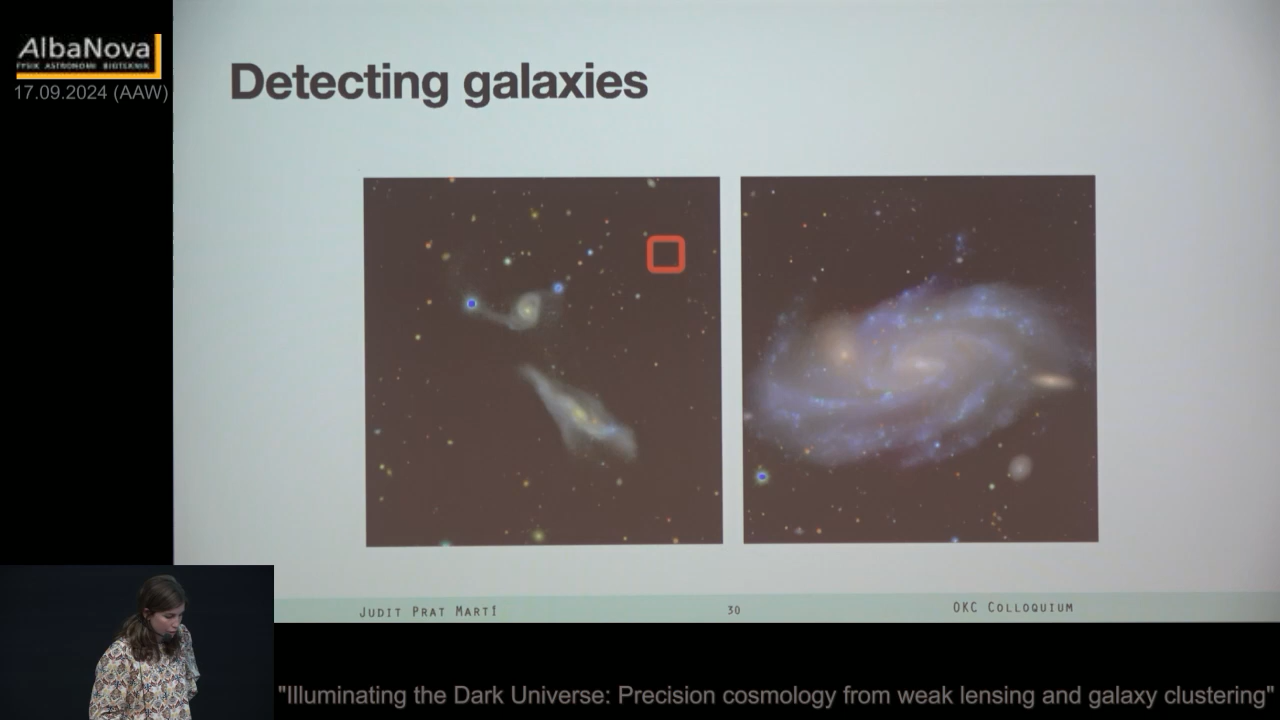 AlbaNova
FYSIK ASTRONOMI BIOTEKNIK
17.09.2024 (AAW)
Detecting galaxies
JUDIT PRAT MARTÍ
30
OKC COLLOQUIUM
"Illuminating the Dark Universe: Precision cosmology from weak lensing and galaxy clustering"